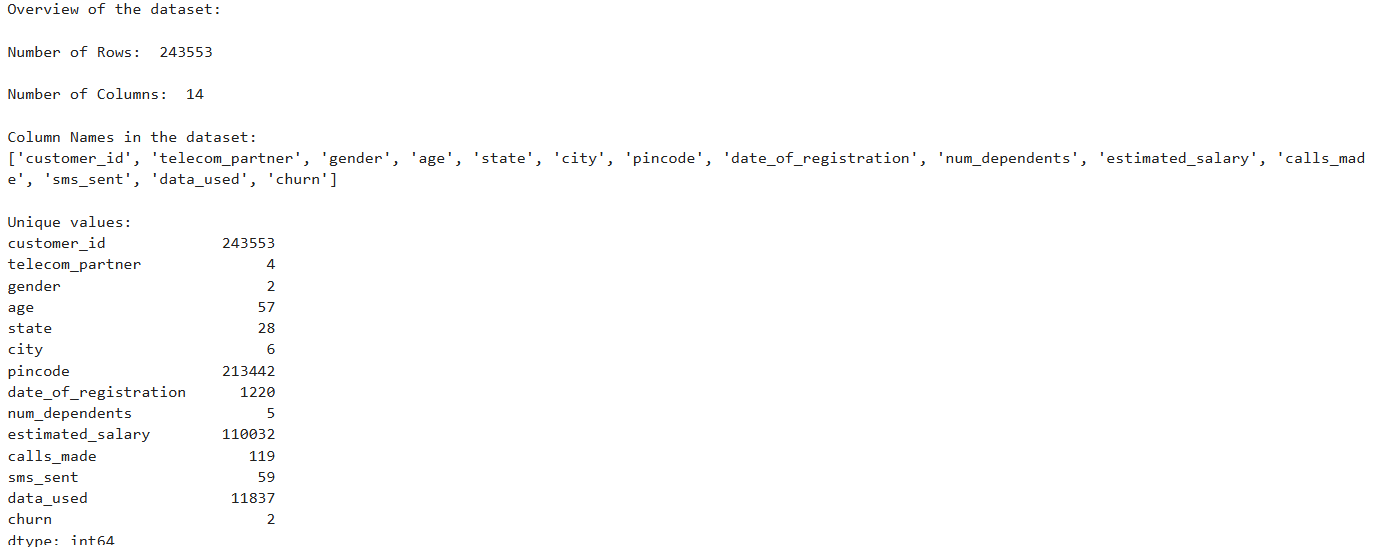 Overview of the dataset:
Number of Rows:  243553
Number of Columns:  14
Column Names in the dataset:
['customer_id', 'telecom_partner', 'gender', 'age', 'state', 'city', 'pincode', 'date_of_registration', 'num_dependents', 'estimated_salary', 'calls_mad
e', 'sms_sent', 'data_used', 'churn']
Unique values:
customer_id             243553
telecom_partner              4
gender                       2
age                         57
state                       28
city                         6
pincode                 213442
date_of_registration      1220
num_dependents               5
estimated_salary        110032
calls_made                 119
sms_sent                    59
data_used                11837
churn                        2
dtype: int64